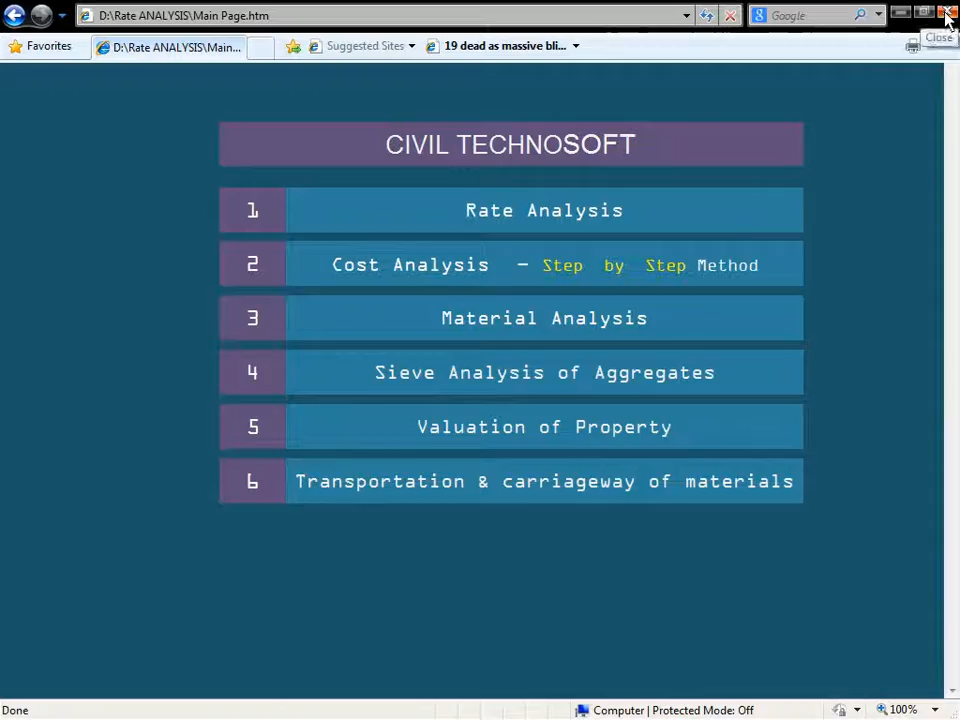 D:\Rate ANALYSIS\Main Page.htm
Google
Close
Favorites
D:\Rate ANALYSIS\Main...
Suggested Sites
19 dead as massive bli...
CIVIL TECHNOSOFT
1 Rate Analysis
2 Cost Analysis - Step by Step Method
3 Material Analysis
4 Sieve Analysis of Aggregates
5 Valuation of Property
6 Transportation & carriageway of materials
Done
Computer | Protected Mode: Off
100%